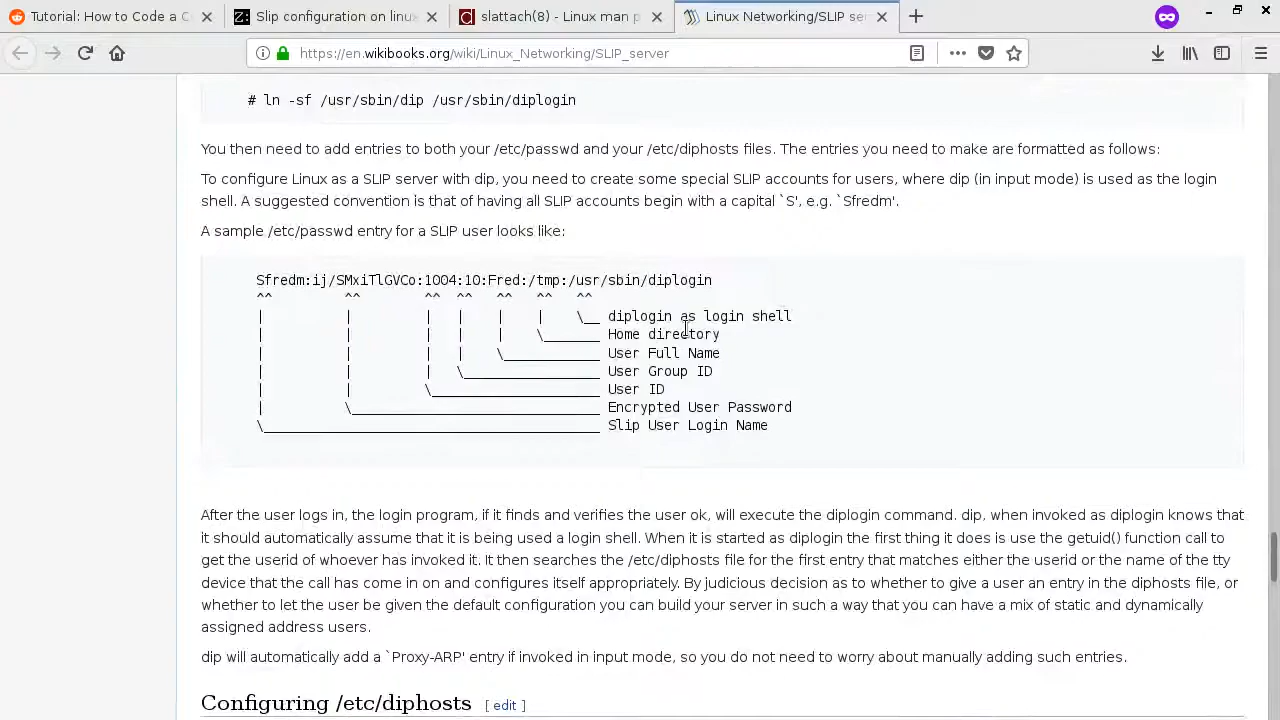 Tutorial: How to Code a C
Slip configuration on linux
slattach(8) - Linux man p
Linux Networking/SLIP ser
https://en.wikibooks.org/wiki/Linux_Networking/SLIP_server
# ln -sf /usr/sbin/dip /usr/sbin/diplogin
You then need to add entries to both your /etc/passwd and your /etc/diphosts files. The entries you need to make are formatted as follows:
To configure Linux as a SLIP server with dip, you need to create some special SLIP accounts for users, where dip (in input mode) is used as the login
shell. A suggested convention is that of having all SLIP accounts begin with a capital `S', e.g. `Sfredm'.
A sample /etc/passwd entry for a SLIP user looks like:
Sfredm:ij/SMxiTlGVCo:1004:10:Fred:/tmp:/usr/sbin/diplogin
^^ ^^ ^^ ^^ ^^ ^^ ^^
| | | | | | \__ diplogin as login shell
| | | | | \_______ Home directory
| | | | \____________ User Full Name
| | | \_________________ User Group ID
| | \_____________________ User ID
| \_______________________________ Encrypted User Password
\__________________________________________ Slip User Login Name
After the user logs in, the login program, if it finds and verifies the user ok, will execute the diplogin command. dip, when invoked as diplogin knows that
it should automatically assume that it is being used a login shell. When it is started as diplogin the first thing it does is use the getuid() function call to
get the userid of whoever has invoked it. It then searches the /etc/diphosts file for the first entry that matches either the userid or the name of the tty
device that the call has come in on and configures itself appropriately. By judicious decision as to whether to give a user an entry in the diphosts file, or
whether to let the user be given the default configuration you can build your server in such a way that you can have a mix of static and dynamically
assigned address users.
dip will automatically add a `Proxy-ARP' entry if invoked in input mode, so you do not need to worry about manually adding such entries.
Configuring /etc/diphosts [ edit ]